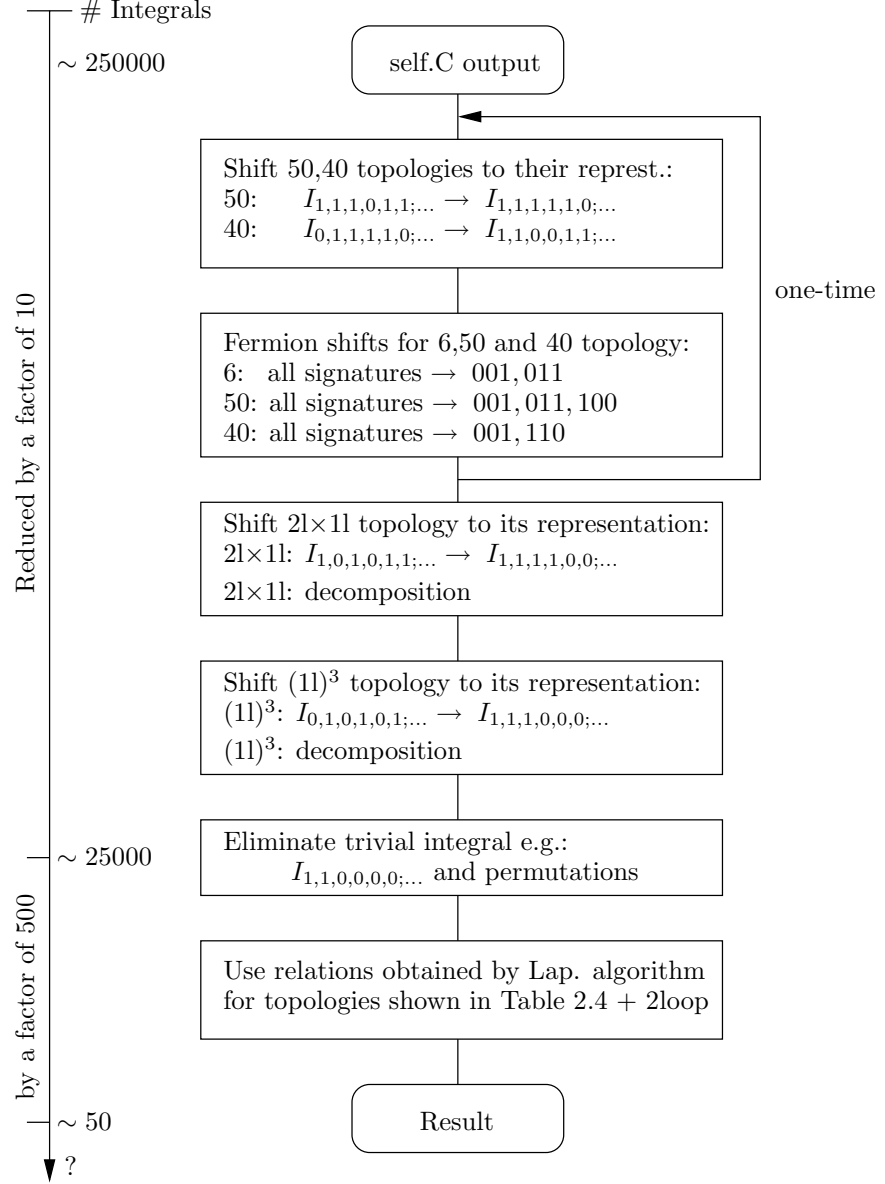 # Integrals
~ 250000
self.C output
Shift 50,40 topologies to their represt.:
50: I_{1,1,1,0,1,1;...} → I_{1,1,1,1,1,0;...}
40: I_{0,1,1,1,1,0;...} → I_{1,1,0,0,1,1;...}
one-time
Fermion shifts for 6,50 and 40 topology:
6: all signatures → 001, 011
50: all signatures → 001, 011, 100
40: all signatures → 001, 110
Reduced by a factor of 10
Shift 2l×1l topology to its representation:
2l×1l: I_{1,0,1,0,1,1;...} → I_{1,1,1,1,0,0;...}
2l×1l: decomposition
Shift (1l)³ topology to its representation:
(1l)³: I_{0,1,0,1,0,1;...} → I_{1,1,1,0,0,0;...}
(1l)³: decomposition
~ 25000
Eliminate trivial integral e.g.:
I_{1,1,0,0,0,0;...} and permutations
by a factor of 500
Use relations obtained by Lap. algorithm
for topologies shown in Table 2.4 + 2loop
~ 50
Result
?